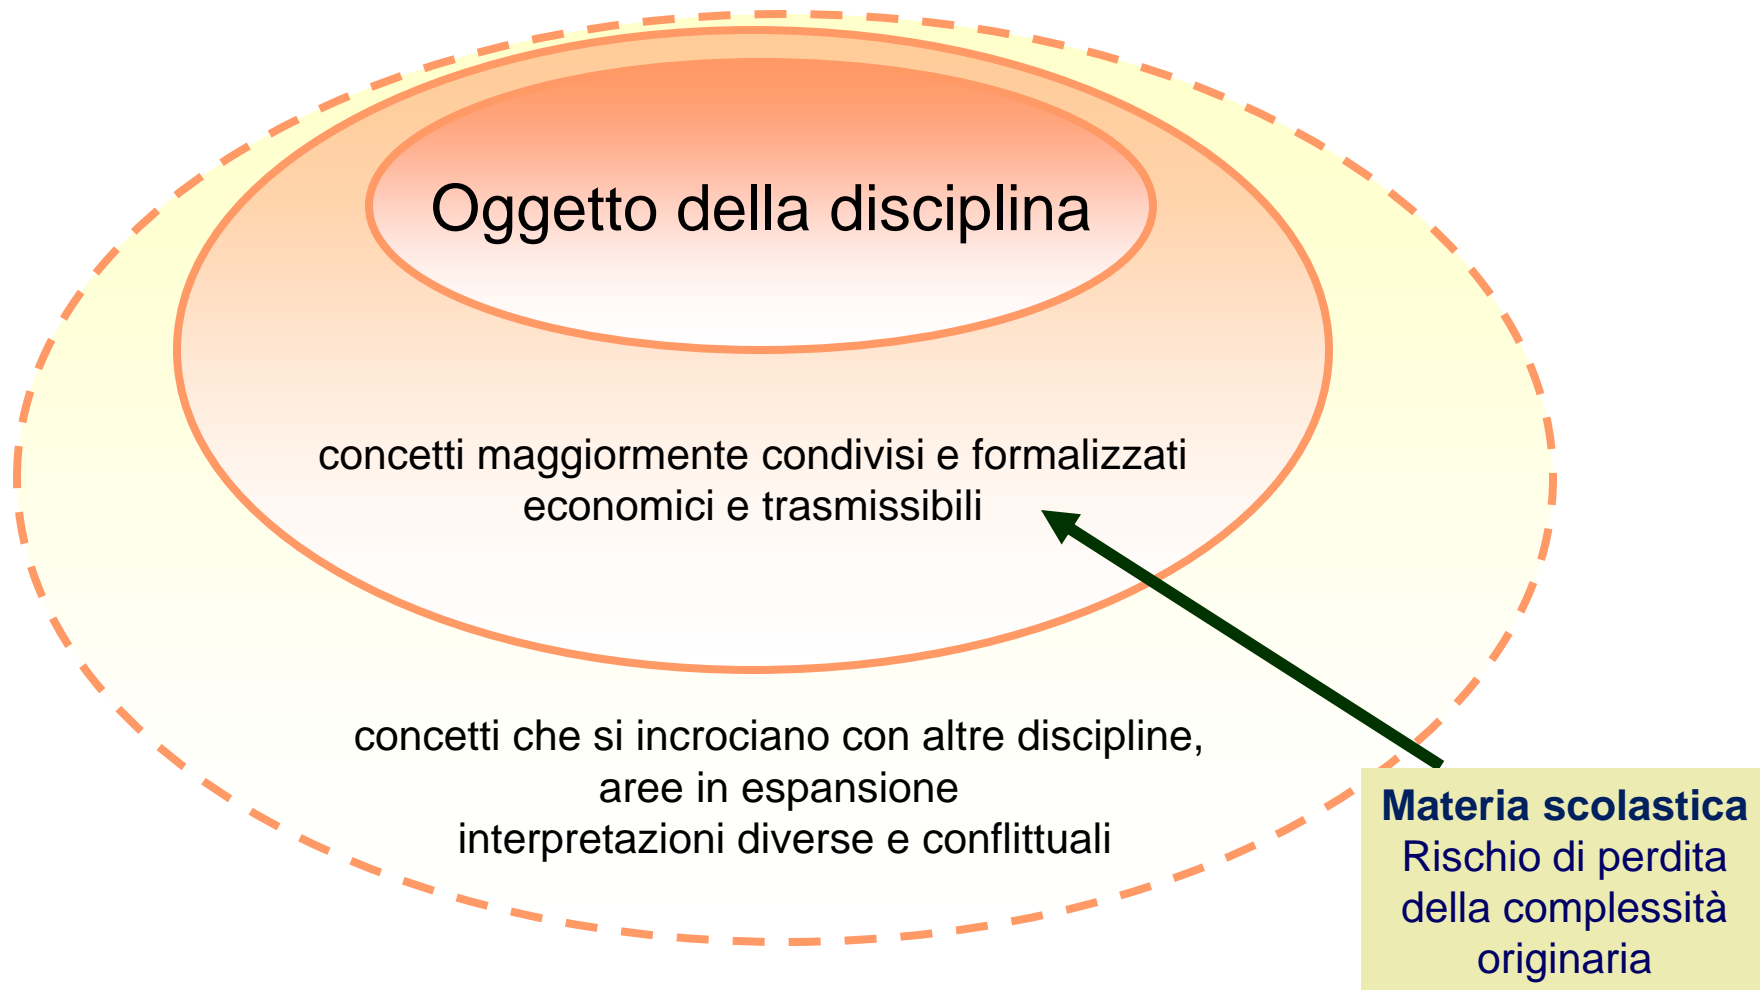 Oggetto della disciplina
concetti maggiormente condivisi e formalizzati
economici e trasmissibili
concetti che si incrociano con altre discipline,
aree in espansione
interpretazioni diverse e conflittuali
Materia scolastica
Rischio di perdita
della complessità
originaria